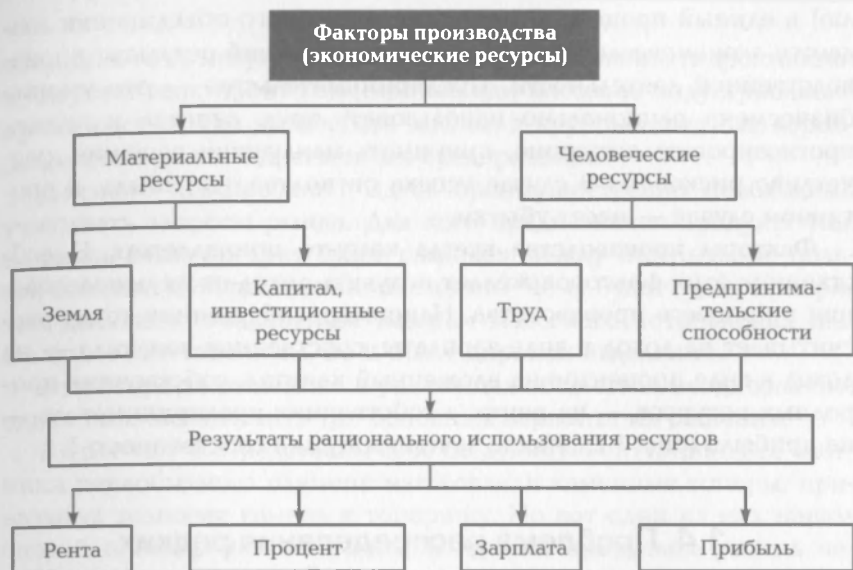 Факторы производства
(экономические ресурсы)
Материальные
ресурсы
Человеческие
ресурсы
Земля
Капитал,
инвестиционные
ресурсы
Труд
Предпринима-
тельские
способности
Результаты рационального использования ресурсов
Рента
Процент
Зарплата
Прибыль